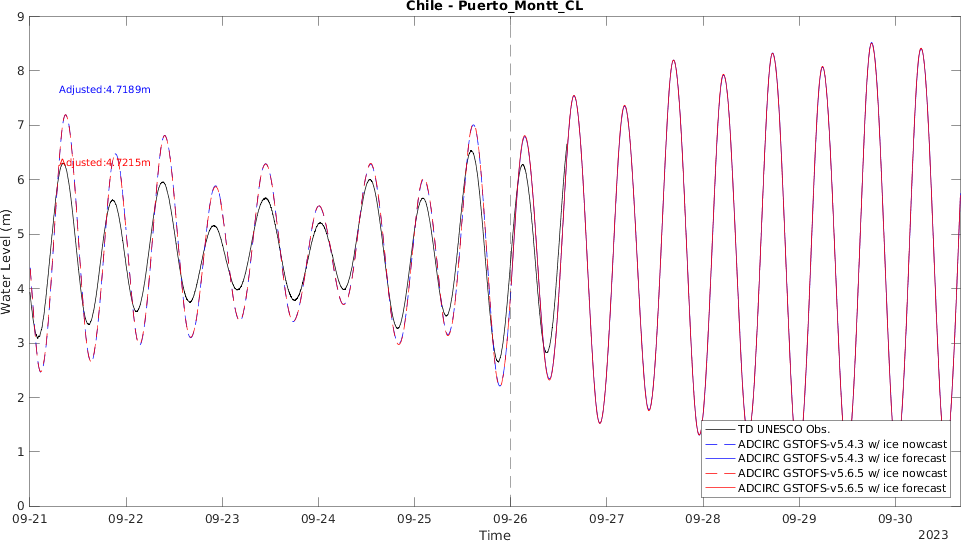 Chile - Puerto_Montt_CL
9
8
7
6
5
4
3
2
1
0
Water Level (m)
Adjusted:4.7189m
Adjusted:4.7215m
TD UNESCO Obs.
ADCIRC GSTOFS-v5.4.3 w/ ice nowcast
ADCIRC GSTOFS-v5.4.3 w/ ice forecast
ADCIRC GSTOFS-v5.6.5 w/ ice nowcast
ADCIRC GSTOFS-v5.6.5 w/ ice forecast
09-21 09-22 09-23 09-24 09-25 09-26 09-27 09-28 09-29 09-30
Time
2023